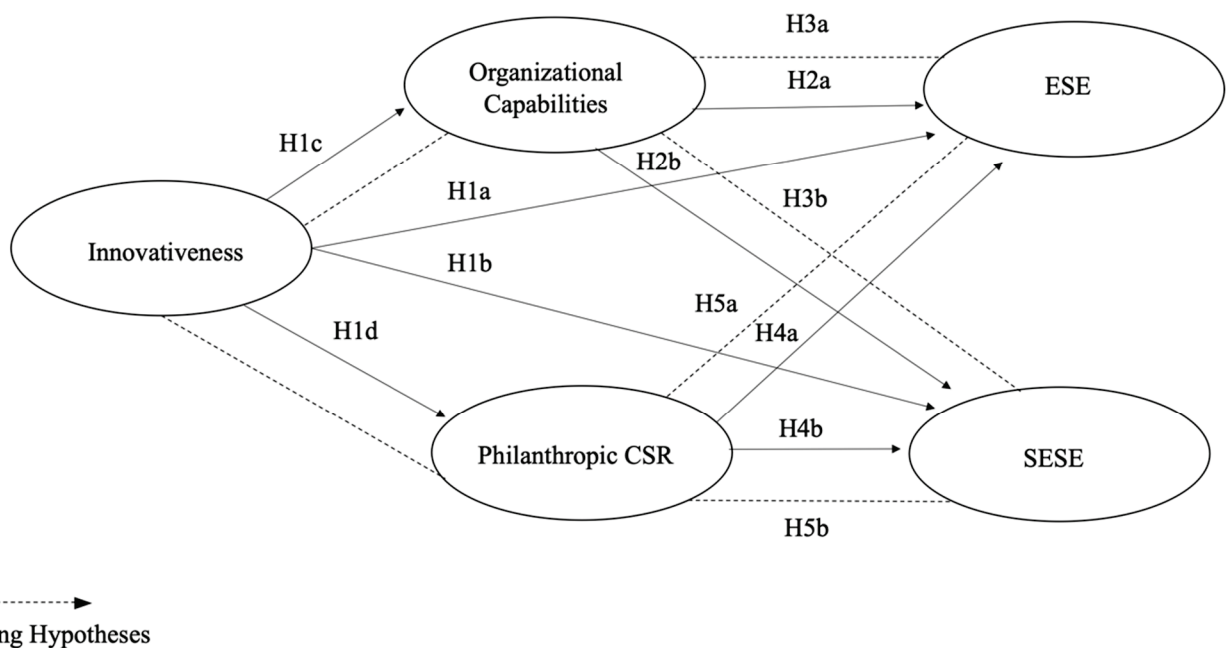 H3a
Organizational
Capabilities
ESE
H2a
H1c
H2b
H1a
H3b
Innovativeness
H1b
H5a
H1d
H4a
H4b
Philanthropic CSR
SESE
H5b
ng Hypotheses